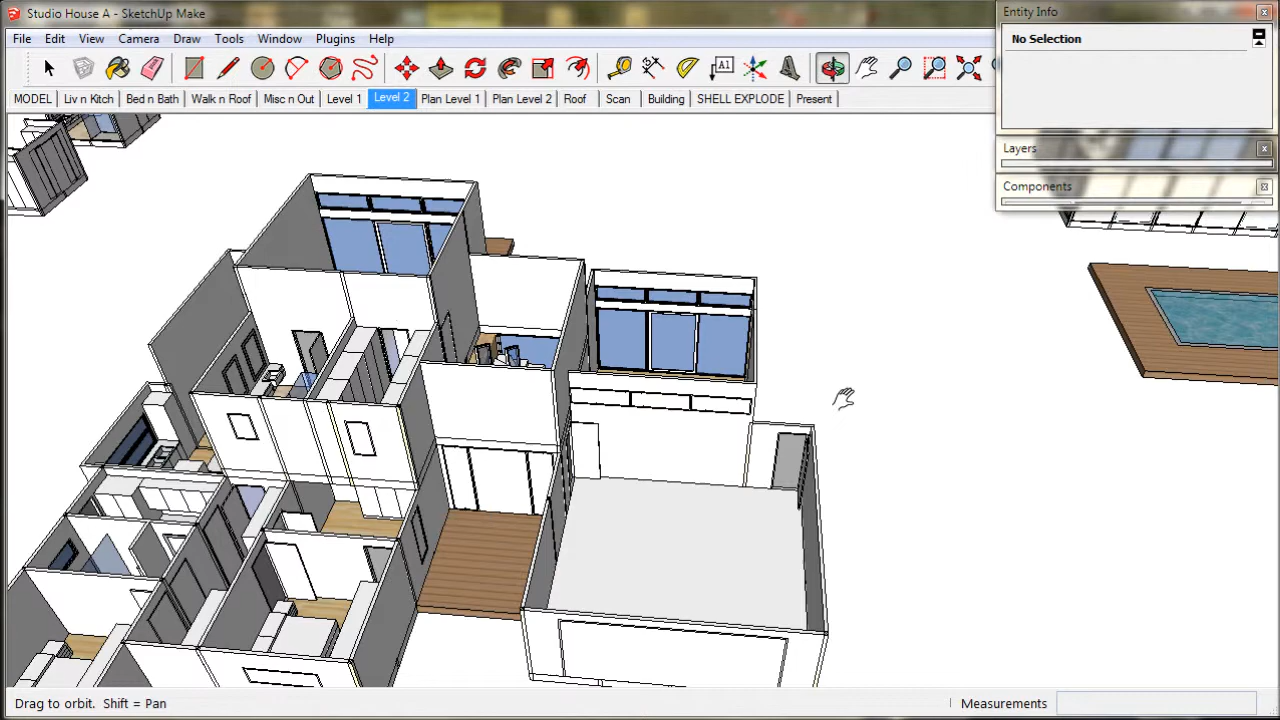 Studio House A - SketchUp Make
Entity Info
File Edit View Camera Draw Tools Window Plugins Help
No Selection
A1
MODEL Liv n Kitch Bld n Bath Walk n Roof Misc n Out Level 1 Level 2 Plan Level 1 Plan Level 2 Roof Scan Building SHELL EXPLODE Present
Layers
Components
Drag to orbit. Shift = Pan
Measurements